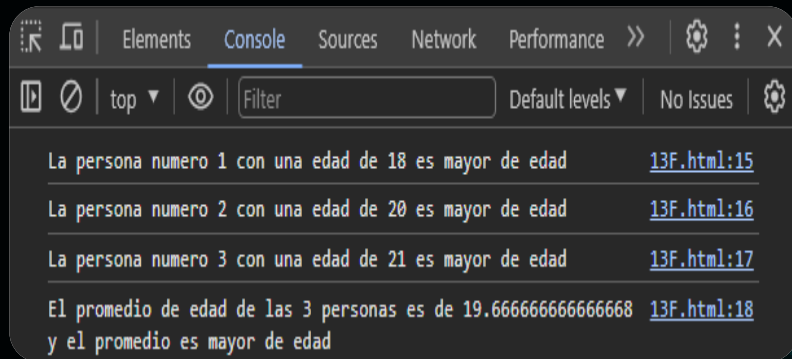 Elements Console Sources Network Performance
top Filter Default levels No Issues
La persona numero 1 con una edad de 18 es mayor de edad 13F.html:15
La persona numero 2 con una edad de 20 es mayor de edad 13F.html:16
La persona numero 3 con una edad de 21 es mayor de edad 13F.html:17
El promedio de edad de las 3 personas es de 19.666666666666668 13F.html:18
y el promedio es mayor de edad